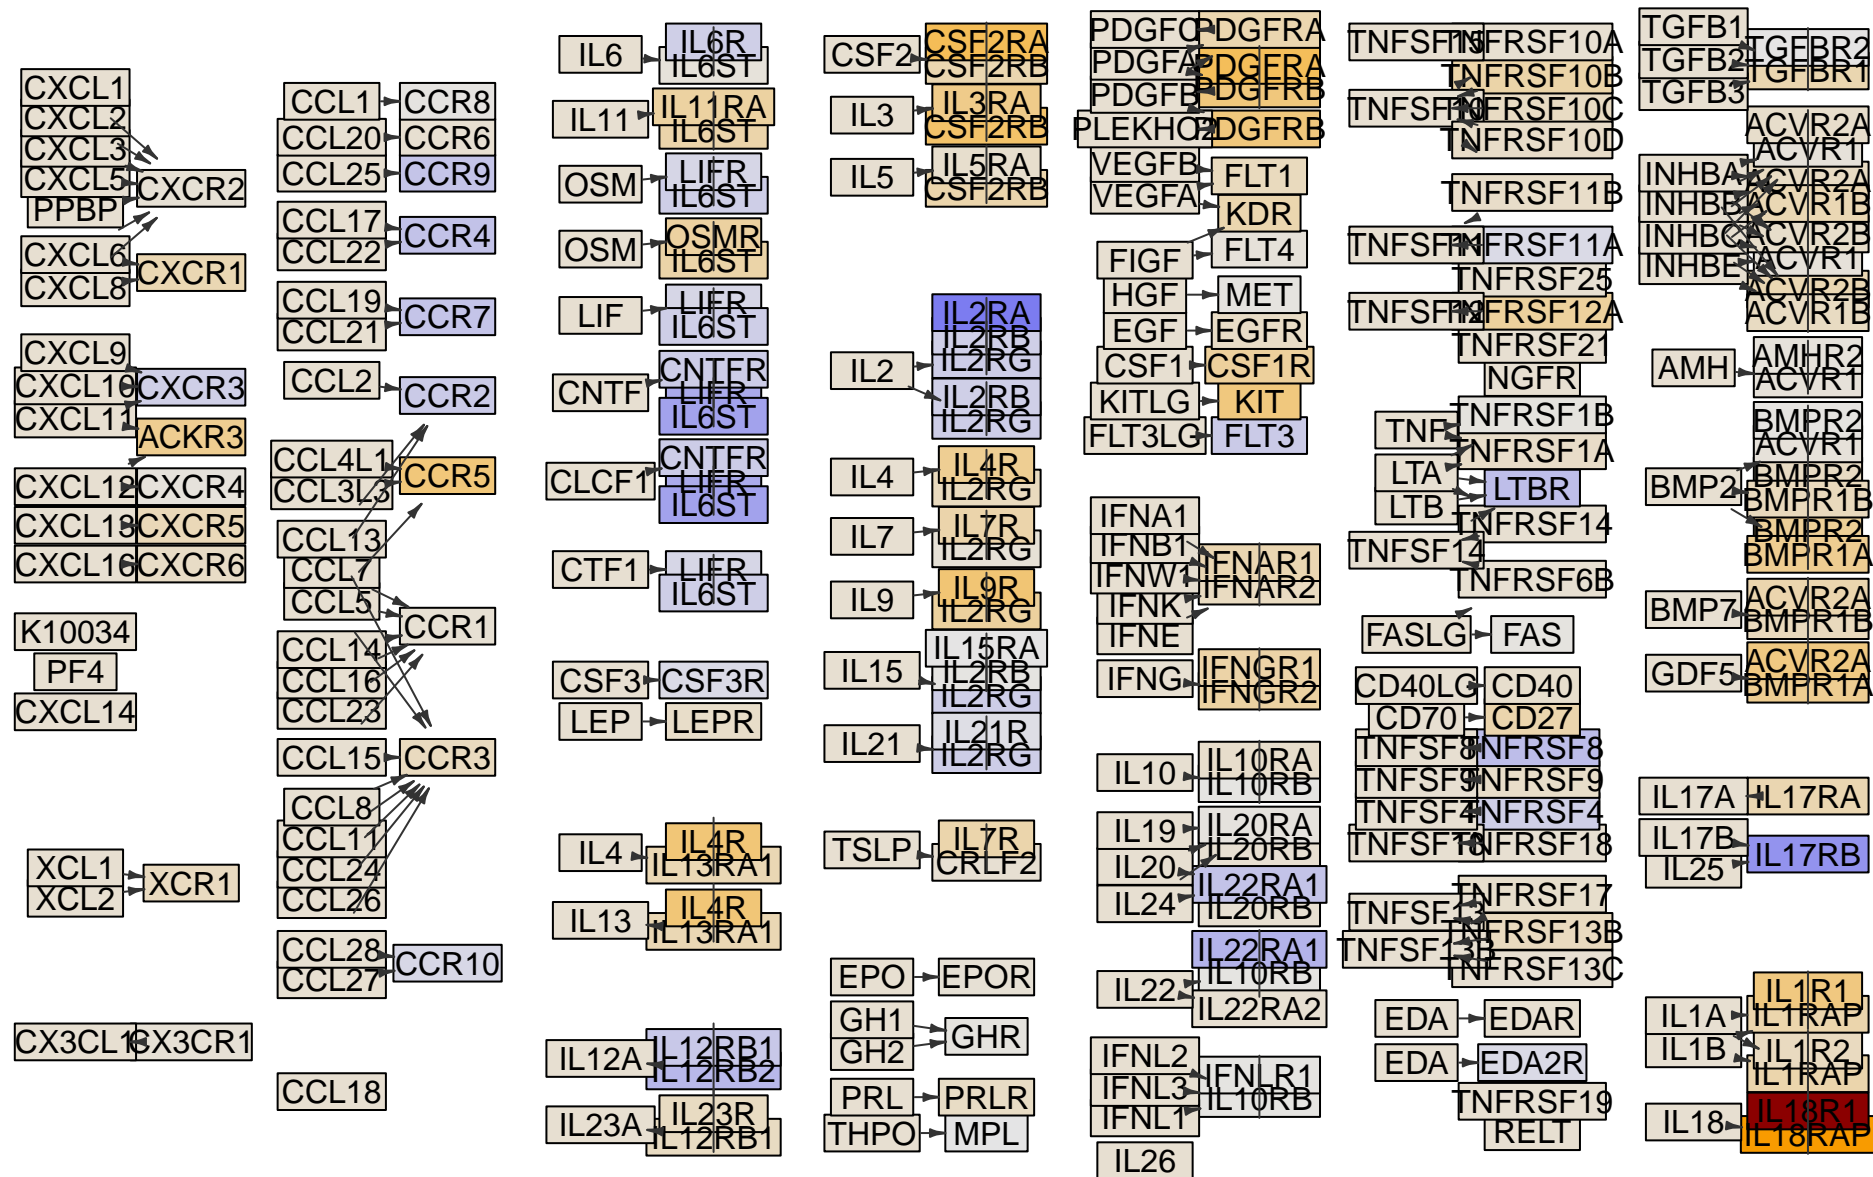 CXCL1
CXCL2
CXCL3
CXCL5
PPBP
CXCR2
CXCL6
CXCL8
CXCR1
CXCL9
CXCL10
CXCR3
CXCL11
ACKR3
CXCL12
CXCR4
CXCL13
CXCR5
CXCL16
CXCR6
K10034
PF4
CXCL14
XCL1
XCL2
XCR1
CX3CL1
CX3CR1
CCL1
CCR8
CCL20
CCR6
CCL25
CCR9
CCL17
CCL22
CCR4
CCL19
CCL21
CCR7
CCL2
CCR2
CCL4L1
CCL3L3
CCR5
CCL13
CCL7
CCL5
CCR1
CCL14
CCL16
CCL23
CCL15
CCR3
CCL8
CCL11
CCL24
CCL26
CCL28
CCL27
CCR10
CCL18
IL6
IL6R
IL6ST
IL11
IL11RA
IL6ST
OSM
LIFR
IL6ST
OSM
OSMR
IL6ST
LIF
LIFR
IL6ST
CNTF
CNTFR
LIFR
IL6ST
CLCF1
CNTFR
LIFR
IL6ST
CTF1
LIFR
IL6ST
CSF3
CSF3R
LEP
LEPR
IL4
IL4R
IL13RA1
IL13
IL4R
IL13RA1
IL12A
IL12RB1
IL12RB2
IL23A
IL23R
IL12RB1
CSF2
CSF2RA
CSF2RB
IL3
IL3RA
CSF2RB
IL5
IL5RA
CSF2RB
IL2
IL2RA
IL2RB
IL2RG
IL2RB
IL2RG
IL4
IL4R
IL2RG
IL7
IL7R
IL2RG
IL9
IL9R
IL2RG
IL15
IL15RA
IL2RB
IL2RG
IL21
IL21R
IL2RG
TSLP
IL7R
CRLF2
EPO
EPOR
GH1
GH2
GHR
PRL
PRLR
THPO
MPL
PDGFC
PDGFRA
PDGFA
PDGFRA
PDGFRB
PDGFB
PLEKHO2
PDGFRB
VEGFB
FLT1
VEGFA
KDR
FIGF
FLT4
HGF
MET
EGF
EGFR
CSF1
CSF1R
KITLG
KIT
FLT3LG
FLT3
IFNA1
IFNB1
IFNW1
IFNK
IFNE
IFNAR1
IFNAR2
IFNG
IFNGR1
IFNGR2
IL10
IL10RA
IL10RB
IL19
IL20RA
IL20RB
IL20
IL24
IL22RA1
IL20RB
IL22
IL22RA1
IL10RB
IL22RA2
IFNL2
IFNL3
IFNL1
IFNLR1
IL10RB
IL26
TNFSF15
TNFRSF10A
TNFRSF10B
TNFSF10
TNFRSF10C
TNFRSF10D
TNFRSF11B
TNFSF11
TNFRSF11A
TNFRSF25
TNFSF12
TNFRSF12A
TNFRSF21
NGFR
TNFRSF1B
TNF
TNFRSF1A
LTA
LTBR
LTB
TNFRSF14
TNFSF14
TNFRSF6B
FASLG
FAS
CD40LG
CD40
CD70
CD27
TNFSF8
TNFRSF8
TNFSF9
TNFRSF9
TNFSF4
TNFRSF4
TNFSF18
TNFRSF18
TNFRSF17
TNFSF13
TNFRSF13B
TNFSF13B
TNFRSF13C
EDA
EDAR
EDA
EDA2R
TNFRSF19
RELT
TGFB1
TGFB2
TGFB3
TGFBR2
TGFBR1
ACVR2A
ACVR1
INHBA
ACVR2A
ACVR1B
INHBB
INHBC
ACVR2B
ACVR1
INHBE
ACVR2B
ACVR1B
AMH
AMHR2
ACVR1
BMPR2
ACVR1
BMP2
BMPR2
BMPR1B
BMPR2
BMPR1A
BMP7
ACVR2A
BMPR1B
GDF5
ACVR2A
BMPR1A
IL17A
IL17RA
IL17B
IL25
IL17RB
IL1A
IL1R1
IL1RAP
IL1B
IL1R2
IL1RAP
IL18
IL18R1
IL18RAP